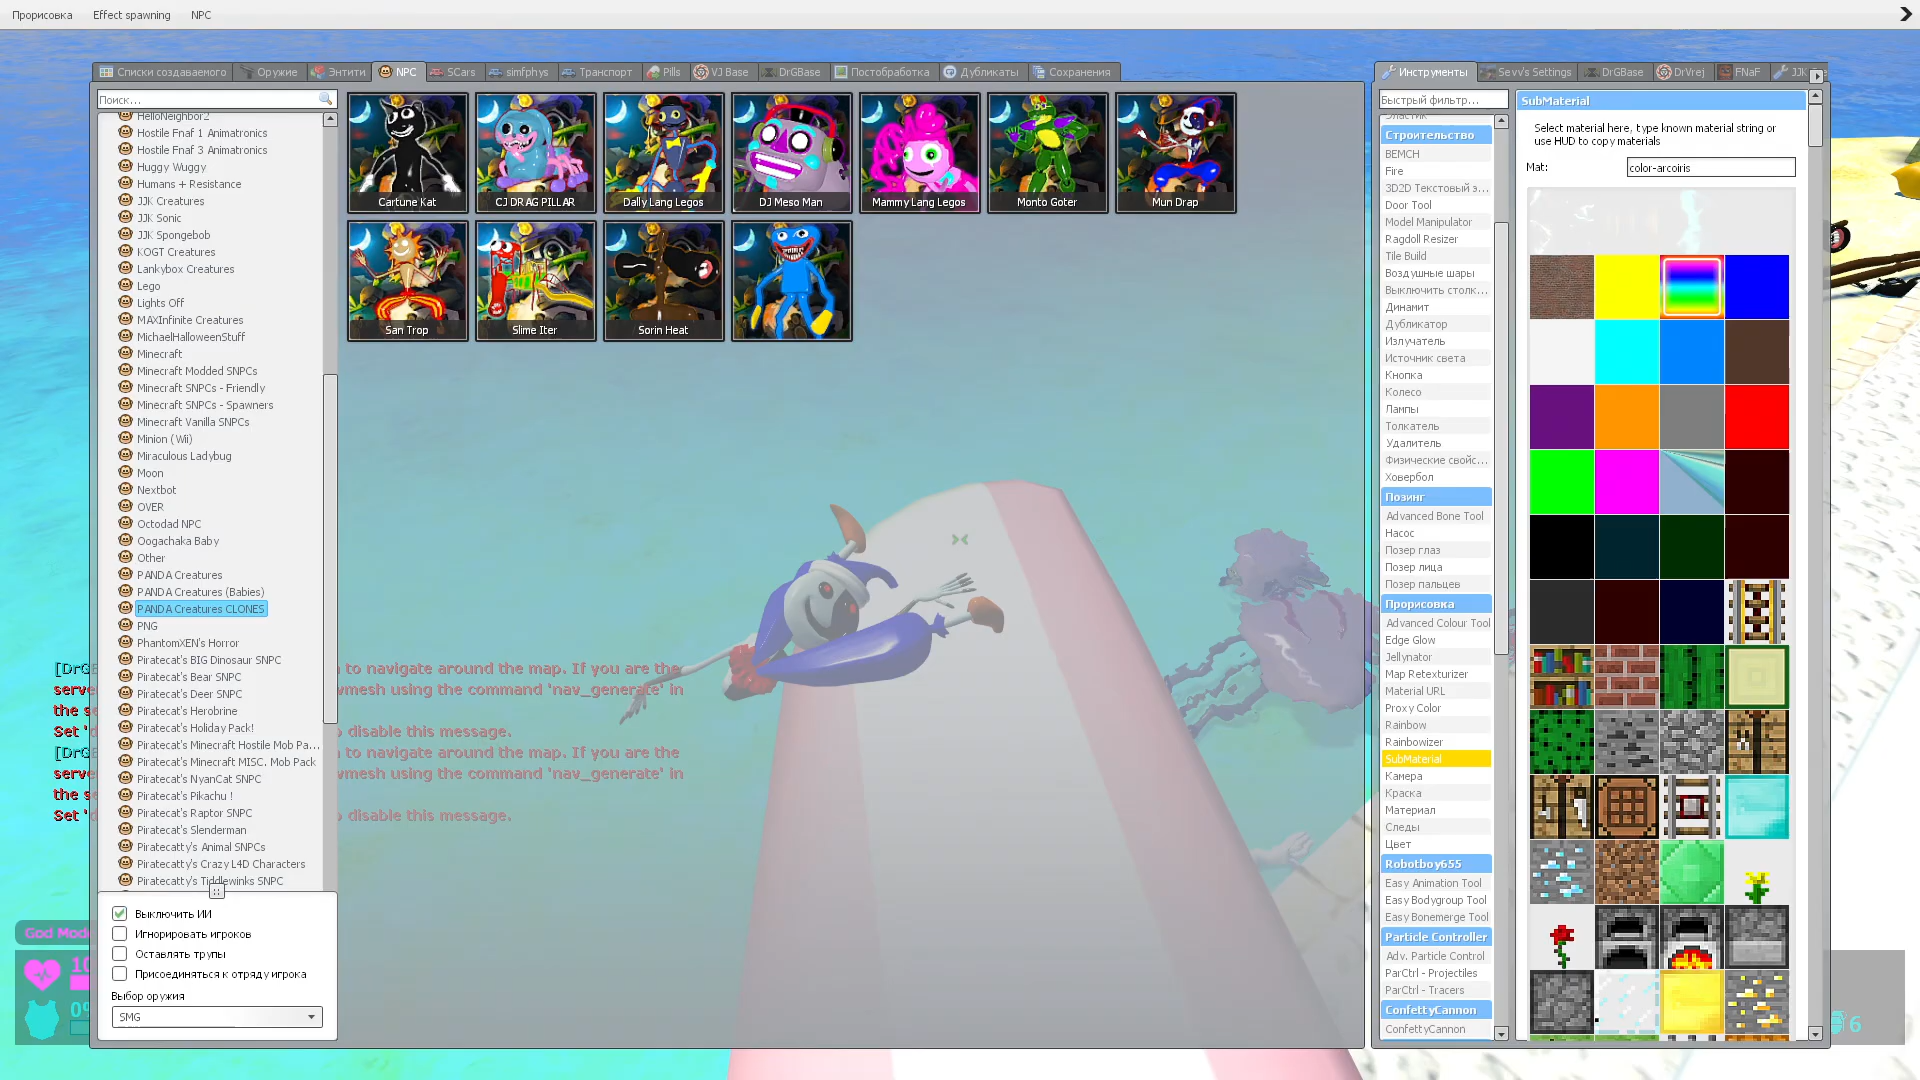 Прорисовка Effect spawning NPC
Списки создаваемого Оружие Энтити NPC SCars simfphys Транспорт Pills VJ Base DrGBase Постобработка Дубликаты Сохранения
Поиск...
HelloNeighbor2
Hostile Fnaf 1 Animatronics
Hostile Fnaf 3 Animatronics
Huggy Wuggy
Humans + Resistance
JJK Creatures
JJK Sonic
JJK Spongebob
KOGT Creatures
Lankybox Creatures
Lego
Lights Off
MAXInfinite Creatures
MichaelHalloweenStuff
Minecraft
Minecraft Modded SNPCs
Minecraft SNPCs - Friendly
Minecraft SNPCs - Spawners
Minecraft Vanilla SNPCs
Minion (Wii)
Miraculous Ladybug
Moon
Nextbot
OVER
Octodad NPC
Oogachaka Baby
Other
PANDA Creatures
PANDA Creatures (Babies)
PANDA Creatures CLONES
PNG
PhantomXEN's Horror
Piratecat's BIG Dinosaur SNPC
Piratecat's Bear SNPC
Piratecat's Deer SNPC
Piratecat's Herobrine
Piratecat's Holiday Pack!
Piratecat's Minecraft Hostile Mob Pa...
Piratecat's Minecraft MISC. Mob Pack
Piratecat's NyanCat SNPC
Piratecat's Pikachu !
Piratecat's Raptor SNPC
Piratecat's Slenderman
Piratecatty's Animal SNPCs
Piratecatty's Crazy L4D Characters
Piratecatty's Tiddlewinks SNPC
Выключить ИИ
Игнорировать игроков
Оставлять трупы
Присоединяться к отряду игрока
Выбор оружия
SMG
Cartune Kat CJ DRAG PILLAR Dally Lang Legos DJ Meso Man Mammy Lang Legos Monto Goter Mun Drap
San Trop Slime Iter Sorin Heat
to navigate around the map. If you are the
mesh using the command 'nav_generate' in
the
Set disable this message.
to navigate around the map. If you are the
mesh using the command 'nav_generate' in
the
Set disable this message.
God Mode
0%
6
Инструменты Sevv's Settings DrGBase DrVrej FNaF JJK
Быстрый фильтр...
Эластик
Строительство
BEMCH
Fire
3D2D Текстовый э...
Door Tool
Model Manipulator
Ragdoll Resizer
Tile Build
Воздушные шары
Выключить столк...
Динамит
Дубликатор
Излучатель
Источник света
Кнопка
Колесо
Лампы
Толкатель
Удалитель
Физические свойс...
Ховербол
Позинг
Advanced Bone Tool
Насос
Позер глаз
Позер лица
Позер пальцев
Прорисовка
Advanced Colour Tool
Edge Glow
Jellynator
Map Retexturizer
Material URL
Proxy Color
Rainbow
Rainbowizer
SubMaterial
Камера
Краска
Материал
Следы
Цвет
Robotboy655
Easy Animation Tool
Easy Bodygroup Tool
Easy Bonemerge Tool
Particle Controller
Adv. Particle Control
ParCtrl - Projectiles
ParCtrl - Tracers
ConfettyCannon
ConfettyCannon
SubMaterial
Select material here, type known material string or
use HUD to copy materials
Mat: color-arcoiris